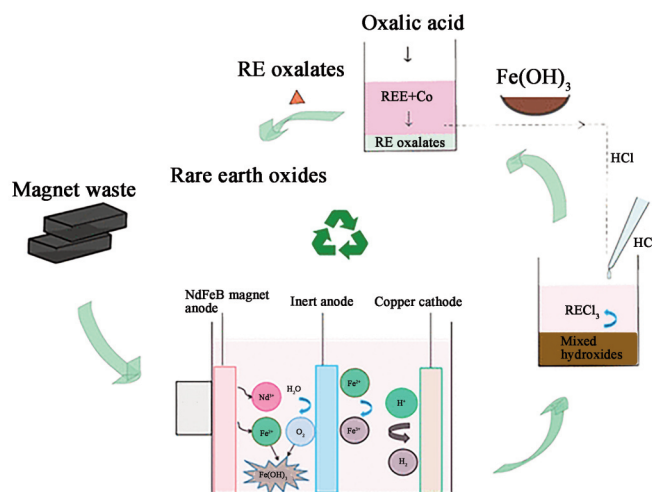 Oxalic acid
RE oxalates
Fe(OH)₃
REE+Co
RE oxalates
HCl
Magnet waste
Rare earth oxides
HC
NdFeB magnet
anode
Inert anode
Copper cathode
RECl₃
Mixed
hydroxides
Nd³⁺
H₂O
Fe²⁺
H⁺
Fe²⁺
O₂
Fe³⁺
H₂
Fe(OH)₃